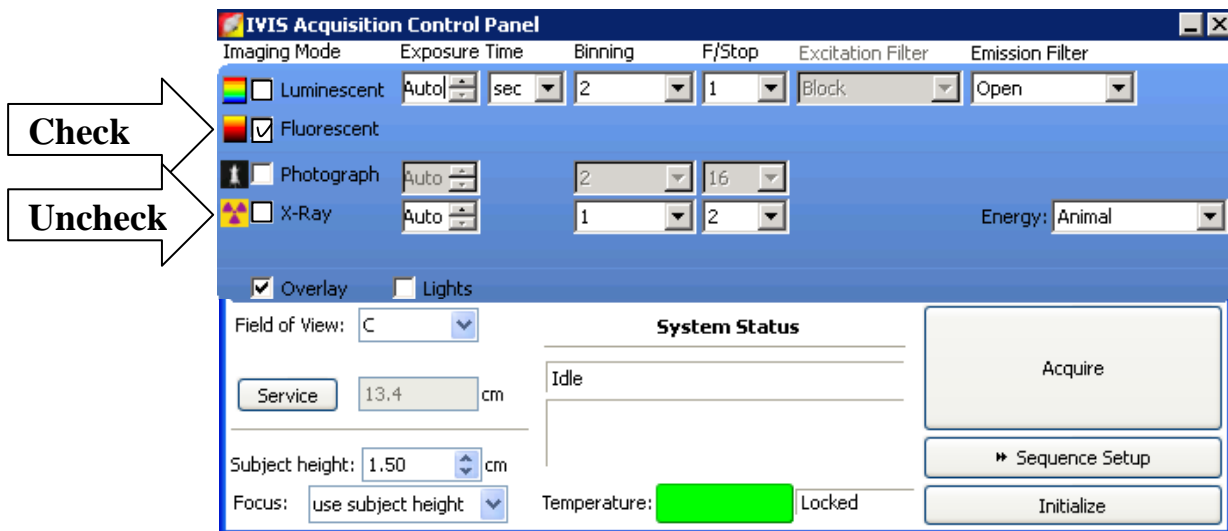 IVIS Acquisition Control Panel
Imaging Mode Exposure Time Binning F/Stop Excitation Filter Emission Filter
Luminescent Auto sec 2 1 Block Open
Check
Fluorescent
Photograph Auto 2 16
Uncheck
X-Ray Auto 1 2 Energy: Animal
Overlay Lights
Field of View: C
System Status
Idle
Acquire
Service 13.4 cm
Subject height: 1.50 cm
Sequence Setup
Focus: use subject height
Temperature: Locked
Initialize